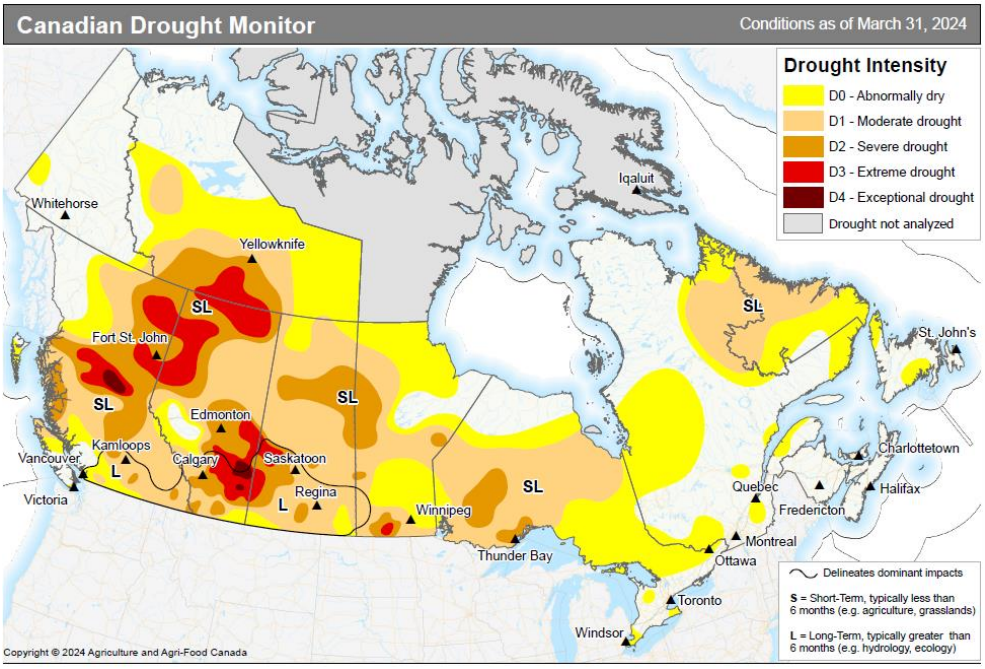 Canadian Drought Monitor
Conditions as of March 31, 2024
Drought Intensity
D0 - Abnormally dry
D1 - Moderate drought
D2 - Severe drought
D3 - Extreme drought
D4 - Exceptional drought
Drought not analyzed
Iqaluit
Whitehorse
Yellowknife
SL
SL
Fort St. John
St. John's
SL
SL
Edmonton
Kamloops
Charlottetown
Vancouver
L
Calgary
Saskatoon
SL
Quebec
Halifax
Victoria
Regina
L
Winnipeg
Fredericton
Thunder Bay
Montreal
Ottawa
Toronto
Windsor
Delineates dominant impacts
S = Short-Term, typically less than
6 months (e.g. agriculture, grasslands)
L = Long-Term, typically greater than
6 months (e.g. hydrology, ecology)
Copyright © 2024 Agriculture and Agri-Food Canada